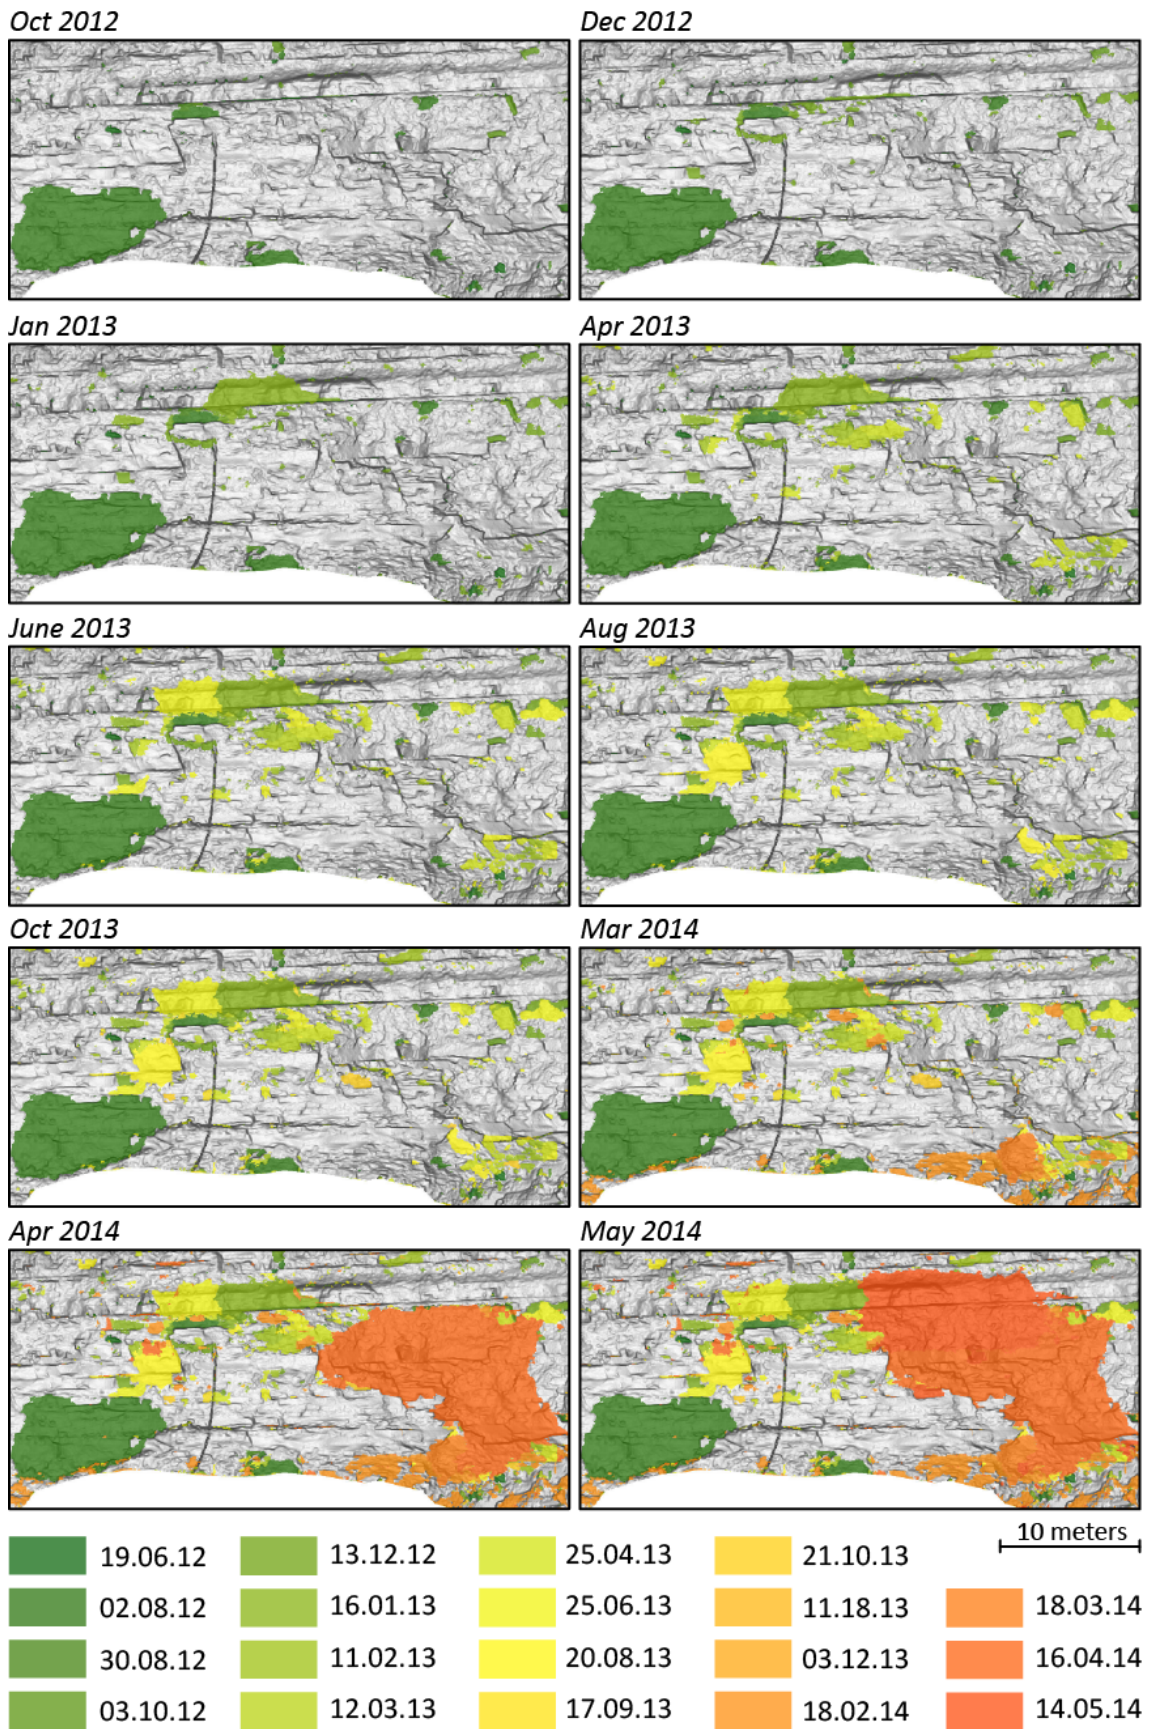 Oct 2012 Dec 2012
Jan 2013 Apr 2013
June 2013 Aug 2013
Oct 2013 Mar 2014
Apr 2014 May 2014
10 meters
19.06.12 13.12.12 25.04.13 21.10.13
02.08.12 16.01.13 25.06.13 11.18.13 18.03.14
30.08.12 11.02.13 20.08.13 03.12.13 16.04.14
03.10.12 12.03.13 17.09.13 18.02.14 14.05.14